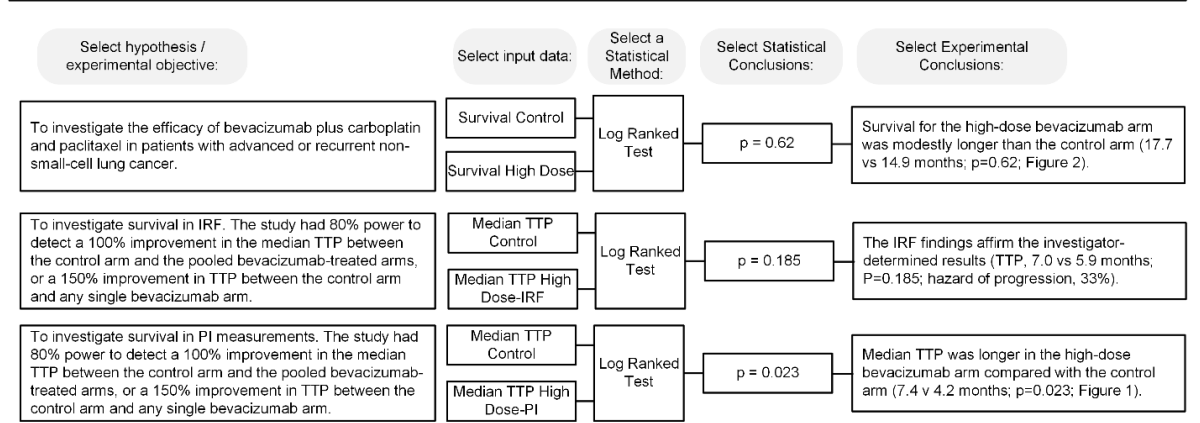 Select hypothesis /
experimental objective:
Select input data:
Select a
Statistical
Method:
Select Statistical
Conclusions:
Select Experimental
Conclusions:
To investigate the efficacy of bevacizumab plus carboplatin
and paclitaxel in patients with advanced or recurrent non-
small-cell lung cancer.
Survival Control
Survival High Dose
Log Ranked
Test
p = 0.62
Survival for the high-dose bevacizumab arm
was modestly longer than the control arm (17.7
vs 14.9 months; p=0.62; Figure 2).
To investigate survival in IRF. The study had 80% power to
detect a 100% improvement in the median TTP between
the control arm and the pooled bevacizumab-treated arms,
or a 150% improvement in TTP between the control arm
and any single bevacizumab arm.
Median TTP
Control
Median TTP High
Dose-IRF
Log Ranked
Test
p = 0.185
The IRF findings affirm the investigator-
determined results (TTP, 7.0 vs 5.9 months;
P=0.185; hazard of progression, 33%).
To investigate survival in PI measurements. The study had
80% power to detect a 100% improvement in the median
TTP between the control arm and the pooled bevacizumab-
treated arms, or a 150% improvement in TTP between the
control arm and any single bevacizumab arm.
Median TTP
Control
Median TTP High
Dose-PI
Log Ranked
Test
p = 0.023
Median TTP was longer in the high-dose
bevacizumab arm compared with the control
arm (7.4 v 4.2 months; p=0.023; Figure 1).